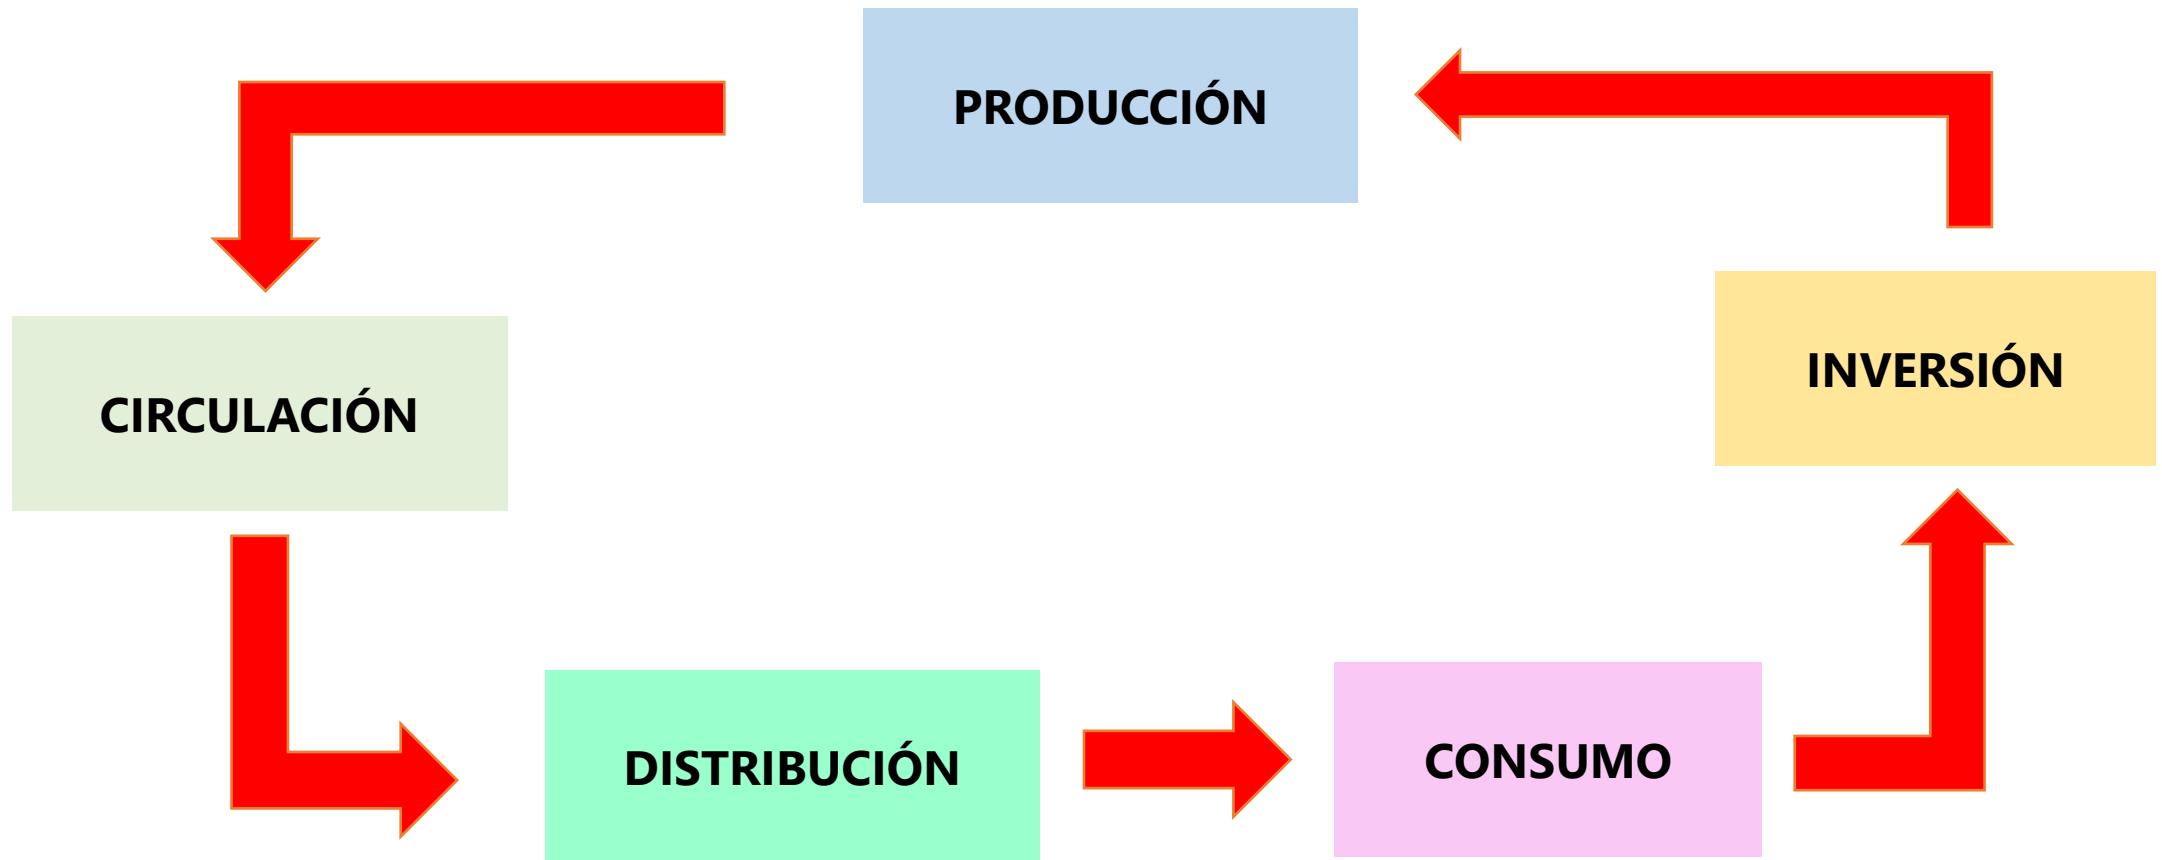 PRODUCCIÓN
CIRCULACIÓN
INVERSIÓN
DISTRIBUCIÓN
CONSUMO